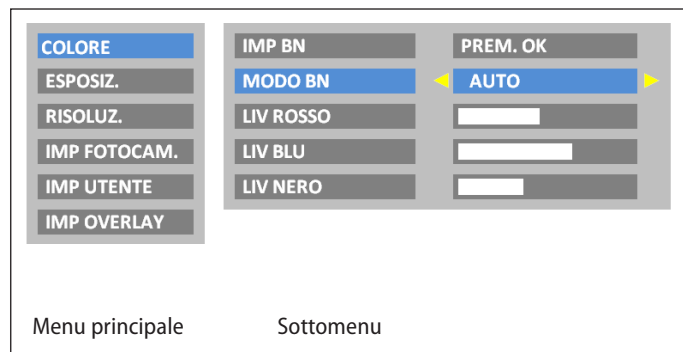 COLORE IMP BN PREM. OK
ESPOSIZ. MODO BN AUTO
RISOLUZ. LIV ROSSO
IMP FOTOCAM. LIV BLU
IMP UTENTE LIV NERO
IMP OVERLAY
Menu principale Sottomenu